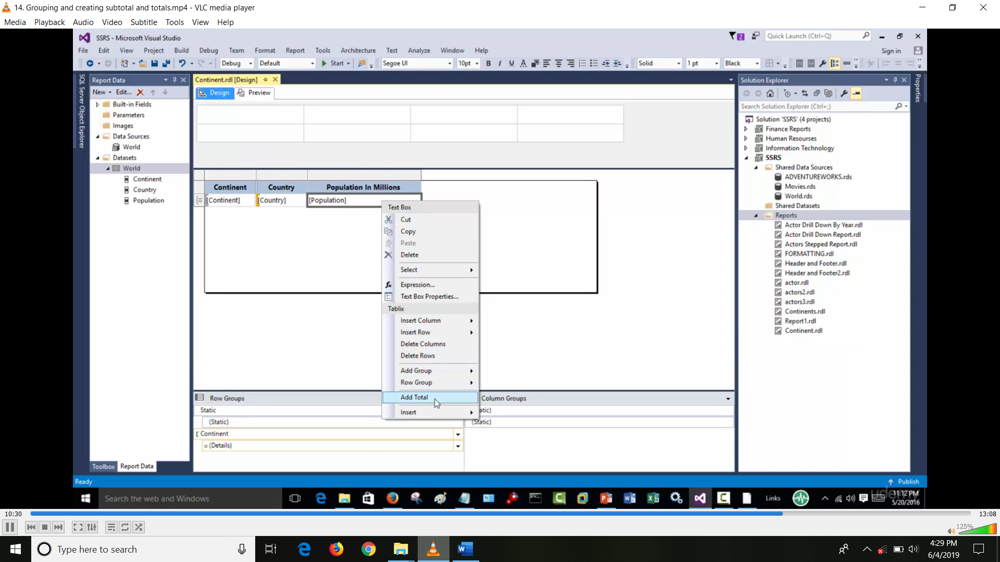 14. Grouping and creating subtotal and totals.mp4 - VLC media player
Media Playback Audio Video Subtitle Tools View Help
SSRS - Microsoft Visual Studio
2
Quick Launch (Ctrl+Q)
File Edit View Project Build Debug Team Format Report Tools Architecture Test Analyze Window Help
Sign in
Debug Default Start Segoe UI 10pt B I U A Solid 1 pt Black
SQL Server Object Explorer
Report Data
New Edit...
Built-in Fields
Parameters
Images
Data Sources
World
Datasets
World
Continent
Country
Population
Toolbox Report Data
Continent.rdl [Design]
Design Preview
Continent Country Population In Millions
[Continent] [Country] [Population]
Text Box
Cut
Copy
Paste
Delete
Select
fx Expression...
Text Box Properties...
Tablix
Insert Column
Insert Row
Delete Columns
Delete Rows
Add Group
Row Group
Add Total
Insert
Row Groups
Static
(Static)
[ Continent
= (Details)
Column Groups
atic)
(Static)
Solution Explorer
Search Solution Explorer (Ctrl+;)
Solution 'SSRS' (4 projects)
Finance Reports
Human Resourses
Information Technology
SSRS
Shared Data Sources
ADVENTUREWORKS.rds
Movies.rds
World.rds
Shared Datasets
Reports
Actor Drill Down By Year.rdl
Actor Drill Down Report.rdl
Actors Stepped Report.rdl
FORMATTING.rdl
Header and Footer.rdl
Header and Footer2.rdl
actor.rdl
actors2.rdl
actors3.rdl
Continents.rdl
Report1.rdl
Continent.rdl
Properties
Ready
Publish
Search the web and Windows
Links
udemy
11:12 PM
5/20/2016
10:30
13:08
125%
Type here to search
4:29 PM
6/4/2019